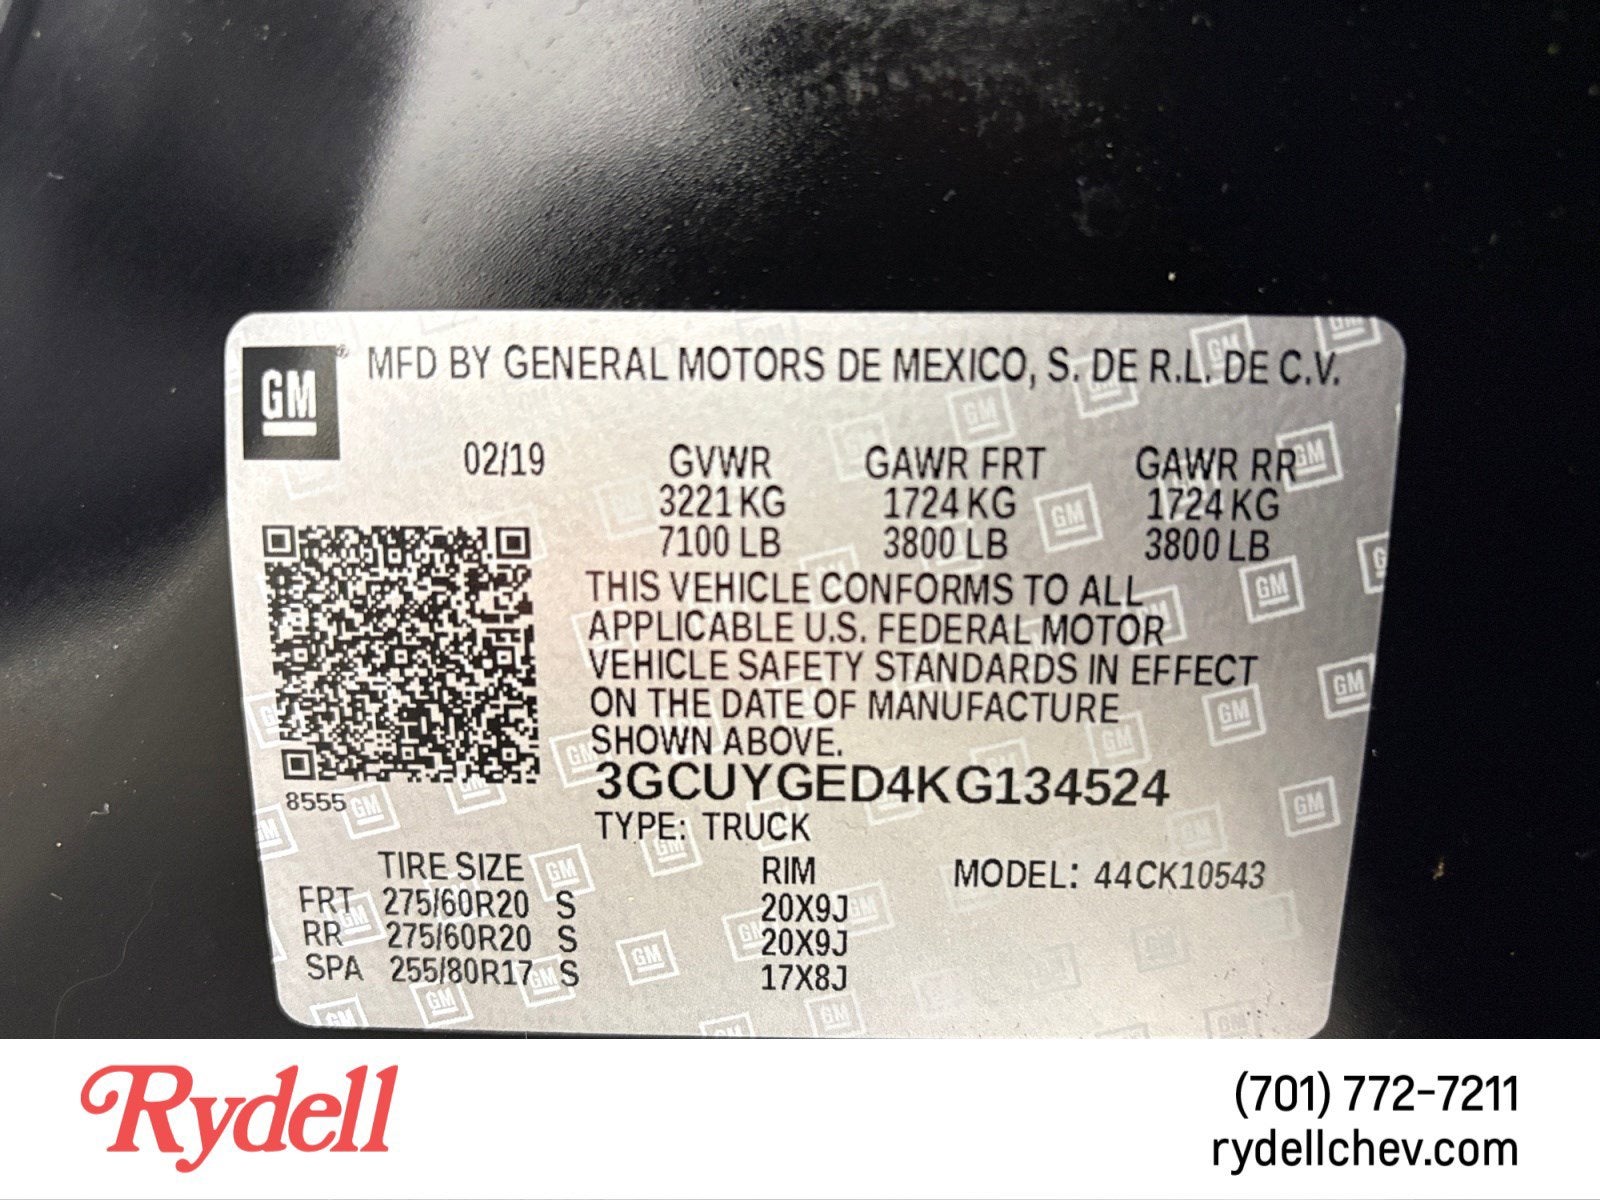 GM
MFD BY GENERAL MOTORS DE MEXICO, S. DE R.L. DE C.V.
02/19 GVWR GAWR FRT GAWR RR
3221 KG 1724 KG 1724 KG
7100 LB 3800 LB 3800 LB
THIS VEHICLE CONFORMS TO ALL
APPLICABLE U.S. FEDERAL MOTOR
VEHICLE SAFETY STANDARDS IN EFFECT
ON THE DATE OF MANUFACTURE
SHOWN ABOVE.
3GCUYGED4KG134524
8555
TYPE: TRUCK
TIRE SIZE RIM MODEL: 44CK10543
FRT 275/60R20 S 20X9J
RR 275/60R20 S 20X9J
SPA 255/80R17 S 17X8J
Rydell
(701) 772-7211
rydellchev.com